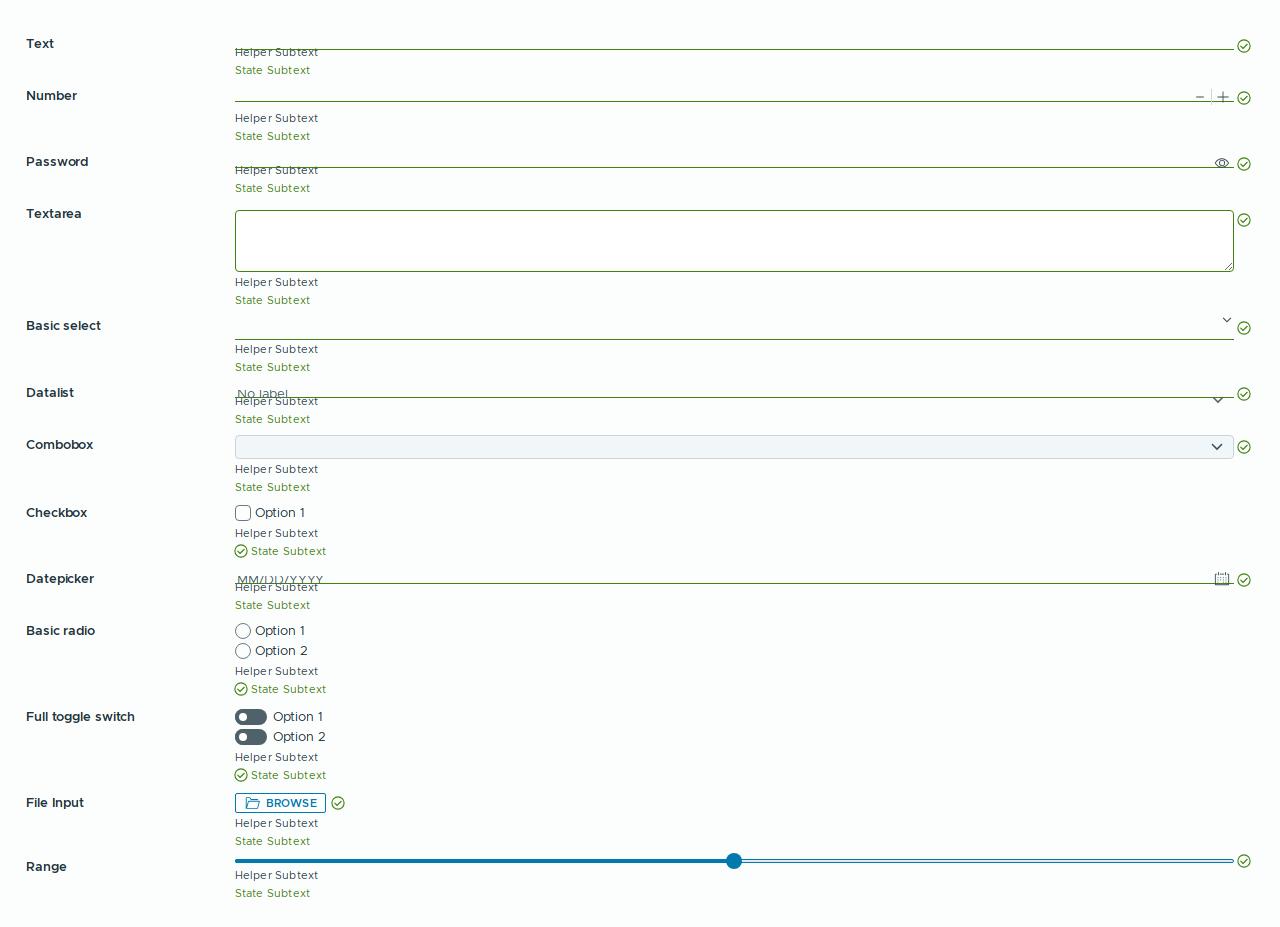 Text
Helper Subtext
State Subtext
Number
Helper Subtext
State Subtext
Password
Helper Subtext
State Subtext
Textarea
Helper Subtext
State Subtext
Basic select
Helper Subtext
State Subtext
Datalist
No label
Helper Subtext
State Subtext
Combobox
Helper Subtext
State Subtext
Checkbox
Option 1
Helper Subtext
State Subtext
Datepicker
MM/DD/YYYY
Helper Subtext
State Subtext
Basic radio
Option 1
Option 2
Helper Subtext
State Subtext
Full toggle switch
Option 1
Option 2
Helper Subtext
State Subtext
File Input
BROWSE
Helper Subtext
State Subtext
Range
Helper Subtext
State Subtext